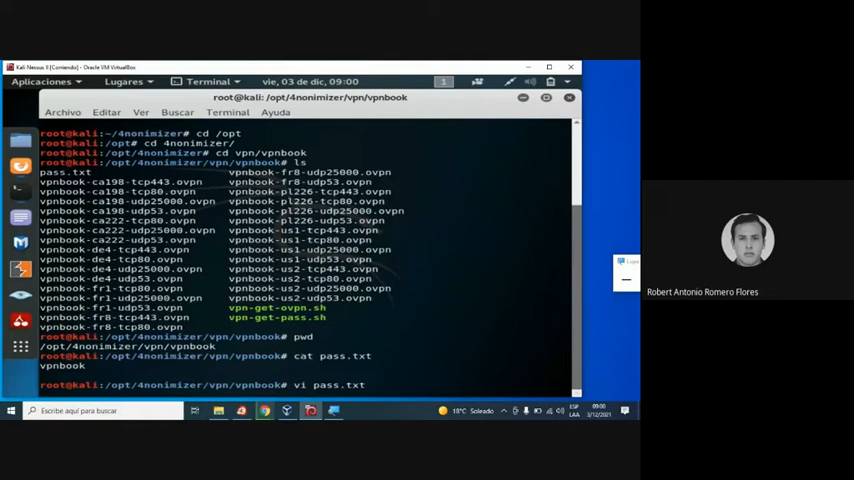 Kali Nessus II [Corriendo] - Oracle VM VirtualBox
Aplicaciones Lugares Terminal vie, 03 de dic, 09:00 1
root@kali: /opt/4nonimizer/vpn/vpnbook
Archivo Editar Ver Buscar Terminal Ayuda
root@kali:~/4nonimizer# cd /opt
root@kali:/opt# cd 4nonimizer/
root@kali:/opt/4nonimizer# cd vpn/vpnbook
root@kali:/opt/4nonimizer/vpn/vpnbook# ls
pass.txt vpnbook-fr8-udp25000.ovpn
vpnbook-ca198-tcp443.ovpn vpnbook-fr8-udp53.ovpn
vpnbook-ca198-tcp80.ovpn vpnbook-pl226-tcp443.ovpn
vpnbook-ca198-udp25000.ovpn vpnbook-pl226-tcp80.ovpn
vpnbook-ca198-udp53.ovpn vpnbook-pl226-udp25000.ovpn
vpnbook-ca222-tcp80.ovpn vpnbook-pl226-udp53.ovpn
vpnbook-ca222-udp25000.ovpn vpnbook-us1-tcp443.ovpn
vpnbook-ca222-udp53.ovpn vpnbook-us1-tcp80.ovpn
vpnbook-de4-tcp443.ovpn vpnbook-us1-udp25000.ovpn
vpnbook-de4-tcp80.ovpn vpnbook-us1-udp53.ovpn
vpnbook-de4-udp25000.ovpn vpnbook-us2-tcp443.ovpn
vpnbook-de4-udp53.ovpn vpnbook-us2-tcp80.ovpn
vpnbook-fr1-tcp80.ovpn vpnbook-us2-udp25000.ovpn
vpnbook-fr1-udp25000.ovpn vpnbook-us2-udp53.ovpn
vpnbook-fr1-udp53.ovpn vpn-get-ovpn.sh
vpnbook-fr8-tcp443.ovpn vpn-get-pass.sh
vpnbook-fr8-tcp80.ovpn
root@kali:/opt/4nonimizer/vpn/vpnbook# pwd
/opt/4nonimizer/vpn/vpnbook
root@kali:/opt/4nonimizer/vpn/vpnbook# cat pass.txt
vpnbook
root@kali:/opt/4nonimizer/vpn/vpnbook# vi pass.txt
Lupa
Robert Antonio Romero Flores
Escribe aquí para buscar
18°C Soleado
ESP
LAA
09:00
3/12/2021